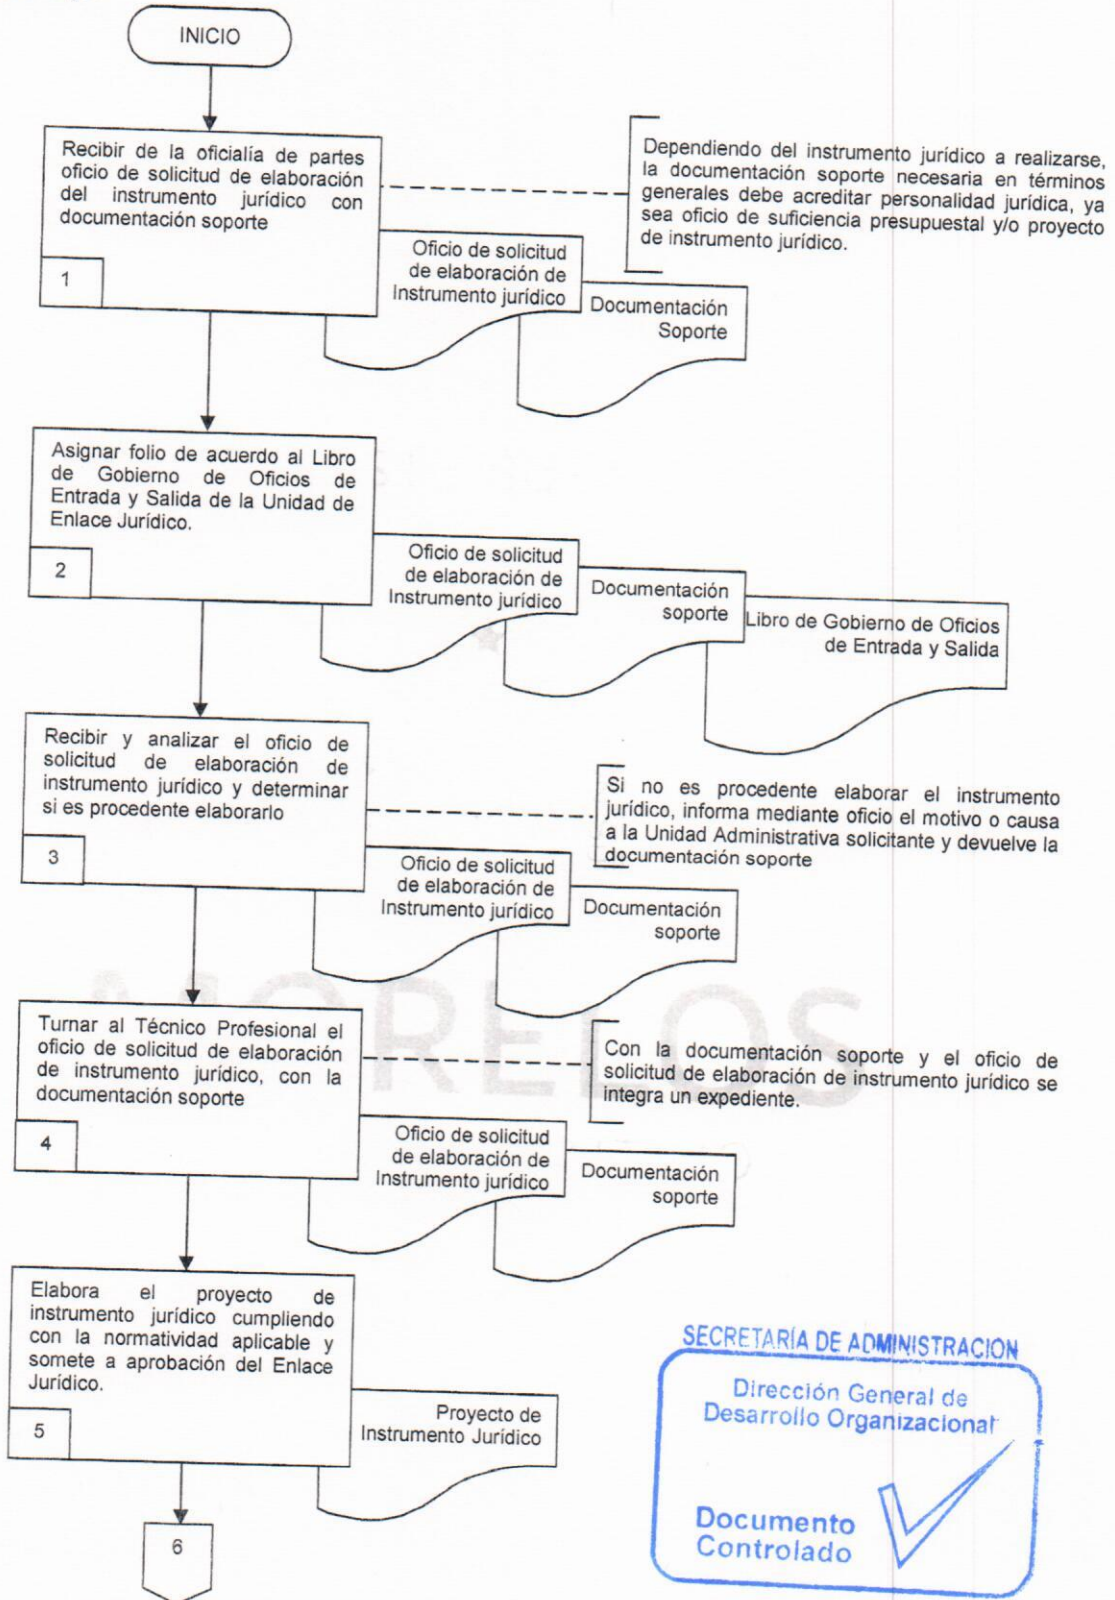 INICIO
Recibir de la oficialía de partes
oficio de solicitud de elaboración
del instrumento jurídico con
documentación soporte
1
Dependiendo del instrumento jurídico a realizarse,
la documentación soporte necesaria en términos
generales debe acreditar personalidad jurídica, ya
sea oficio de suficiencia presupuestal y/o proyecto
de instrumento jurídico.
Oficio de solicitud
de elaboración de
Instrumento jurídico
Documentación
Soporte
Asignar folio de acuerdo al Libro
de Gobierno de Oficios de
Entrada y Salida de la Unidad de
Enlace Jurídico.
2
Oficio de solicitud
de elaboración de
Instrumento jurídico
Documentación
soporte
Libro de Gobierno de Oficios
de Entrada y Salida
Recibir y analizar el oficio de
solicitud de elaboración de
instrumento jurídico y determinar
si es procedente elaborarlo
3
Si no es procedente elaborar el instrumento
jurídico, informa mediante oficio el motivo o causa
a la Unidad Administrativa solicitante y devuelve la
documentación soporte
Oficio de solicitud
de elaboración de
Instrumento jurídico
Documentación
soporte
MORELOS
Turnar al Técnico Profesional el
oficio de solicitud de elaboración
de instrumento jurídico, con la
documentación soporte
4
Con la documentación soporte y el oficio de
solicitud de elaboración de instrumento jurídico se
integra un expediente.
Oficio de solicitud
de elaboración de
Instrumento jurídico
Documentación
soporte
Elabora el proyecto de
instrumento jurídico cumpliendo
con la normatividad aplicable y
somete a aprobación del Enlace
Jurídico.
5
Proyecto de
Instrumento Jurídico
6
SECRETARÍA DE ADMINISTRACION
Dirección General de
Desarrollo Organizacional
Documento
Controlado